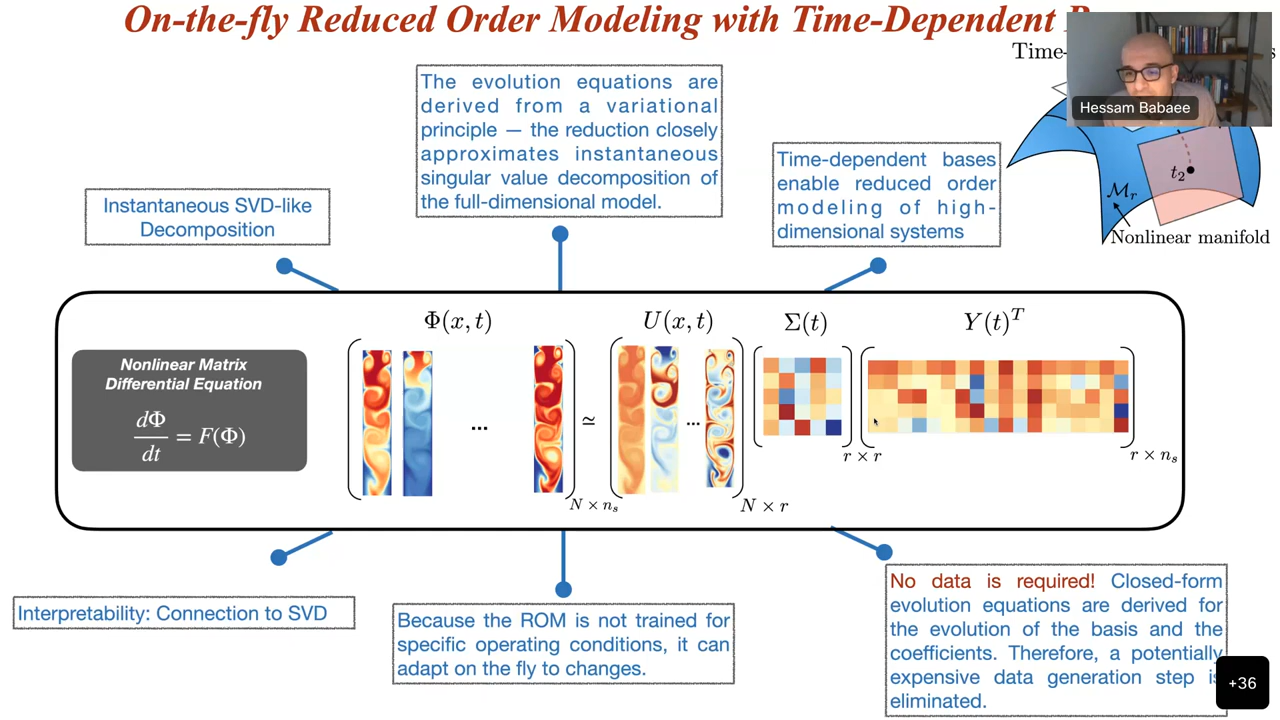 On-the-fly Reduced Order Modeling with Time-Dependent
Time-
Hessam Babaee
The evolution equations are
derived from a variational
principle — the reduction closely
approximates instantaneous
singular value decomposition of
the full-dimensional model.
Time-dependent bases
enable reduced order
modeling of high-
dimensional systems
t₂
ℳᵣ
Nonlinear manifold
Instantaneous SVD-like
Decomposition
Φ(x, t)
U(x, t)
Σ(t)
Y(t)ᵀ
Nonlinear Matrix
Differential Equation
dΦ/dt = F(Φ)
...
≃
...
r × r
r × nₛ
N × nₛ
N × r
Interpretability: Connection to SVD
Because the ROM is not trained for
specific operating conditions, it can
adapt on the fly to changes.
No data is required! Closed-form
evolution equations are derived for
the evolution of the basis and the
coefficients. Therefore, a potentially
expensive data generation step is
eliminated.
+36